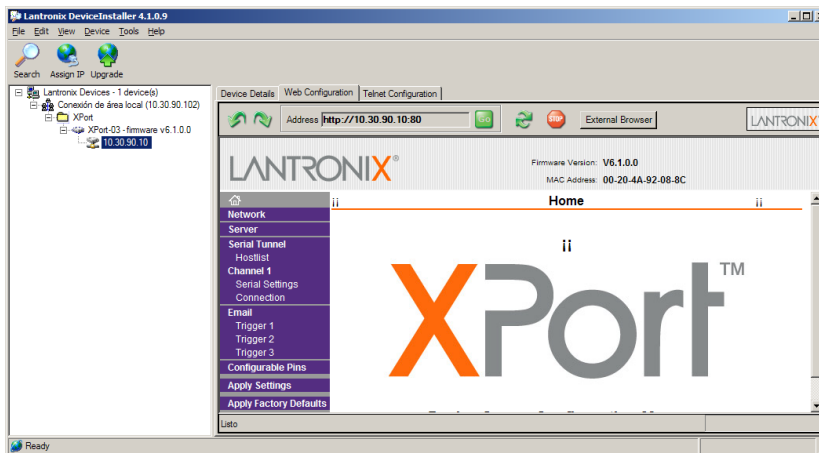 Lantronix DeviceInstaller 4.1.0.9
File Edit View Device Tools Help
Search Assign IP Upgrade
Lantronix Devices - 1 device(s)
Conexión de área local (10.30.90.102)
XPort
XPort-03 - firmware v6.1.0.0
10.30.90.10
Device Details Web Configuration Telnet Configuration
Address http://10.30.90.10:80 Go STOP External Browser LANTRONIX
LANTRONIX®
Firmware Version: V6.1.0.0
MAC Address: 00-20-4A-92-08-8C
Network
Server
Serial Tunnel
Hostlist
Channel 1
Serial Settings
Connection
Email
Trigger 1
Trigger 2
Trigger 3
Configurable Pins
Apply Settings
Apply Factory Defaults
¡¡ Home ¡¡
¡¡
XPort™
Listo
Ready